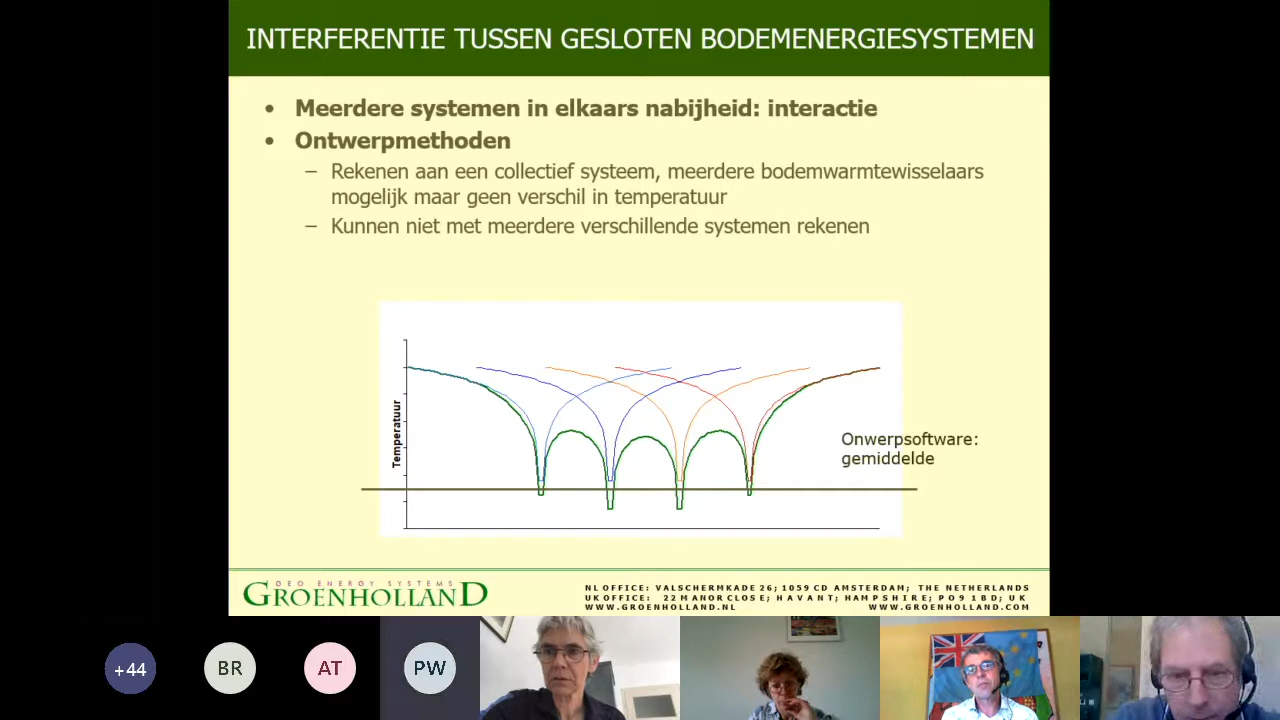 INTERFERENTIE TUSSEN GESLOTEN BODEMENERGIESYSTEMEN
• Meerdere systemen in elkaars nabijheid: interactie
• Ontwerpmethoden
– Rekenen aan een collectief systeem, meerdere bodemwarmtewisselaars
mogelijk maar geen verschil in temperatuur
– Kunnen niet met meerdere verschillende systemen rekenen
Temperatuur
Onwerpsoftware:
gemiddelde
GEO ENERGY SYSTEMS
GROENHOLLAND
NL OFFICE: VALSCHERMKADE 26; 1059 CD AMSTERDAM; THE NETHERLANDS
UK OFFICE: 22 MANOR CLOSE; HAVANT; HAMPSHIRE; PO9 1BD; UK
WWW.GROENHOLLAND.NL WWW.GROENHOLLAND.COM
+44
BR
AT
PW